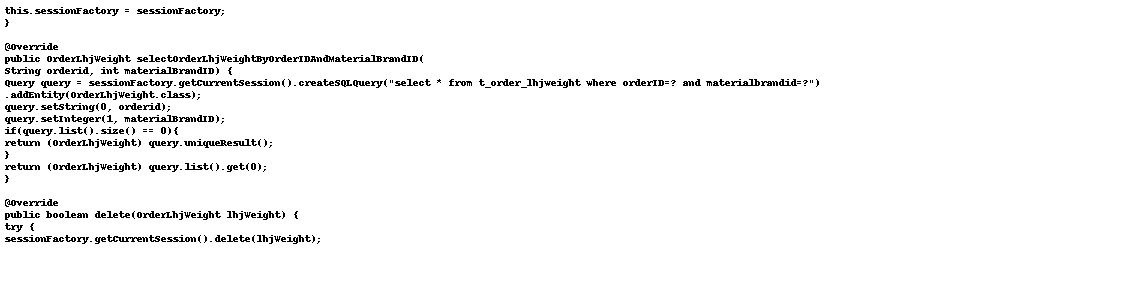 this.sessionFactory = sessionFactory;
}
@Override
public OrderLhjWeight selectOrderLhjWeightByOrderIDAndMaterialBrandID(
String orderid, int materialBrandID) {
Query query = sessionFactory.getCurrentSession().createSQLQuery("select * from t_order_lhjweight where orderID=? and materialbrandid=?")
.addEntity(OrderLhjWeight.class);
query.setString(0, orderid);
query.setInteger(1, materialBrandID);
if(query.list().size() == 0){
return (OrderLhjWeight) query.uniqueResult();
}
return (OrderLhjWeight) query.list().get(0);
}
@Override
public boolean delete(OrderLhjWeight lhjWeight) {
try {
sessionFactory.getCurrentSession().delete(lhjWeight);